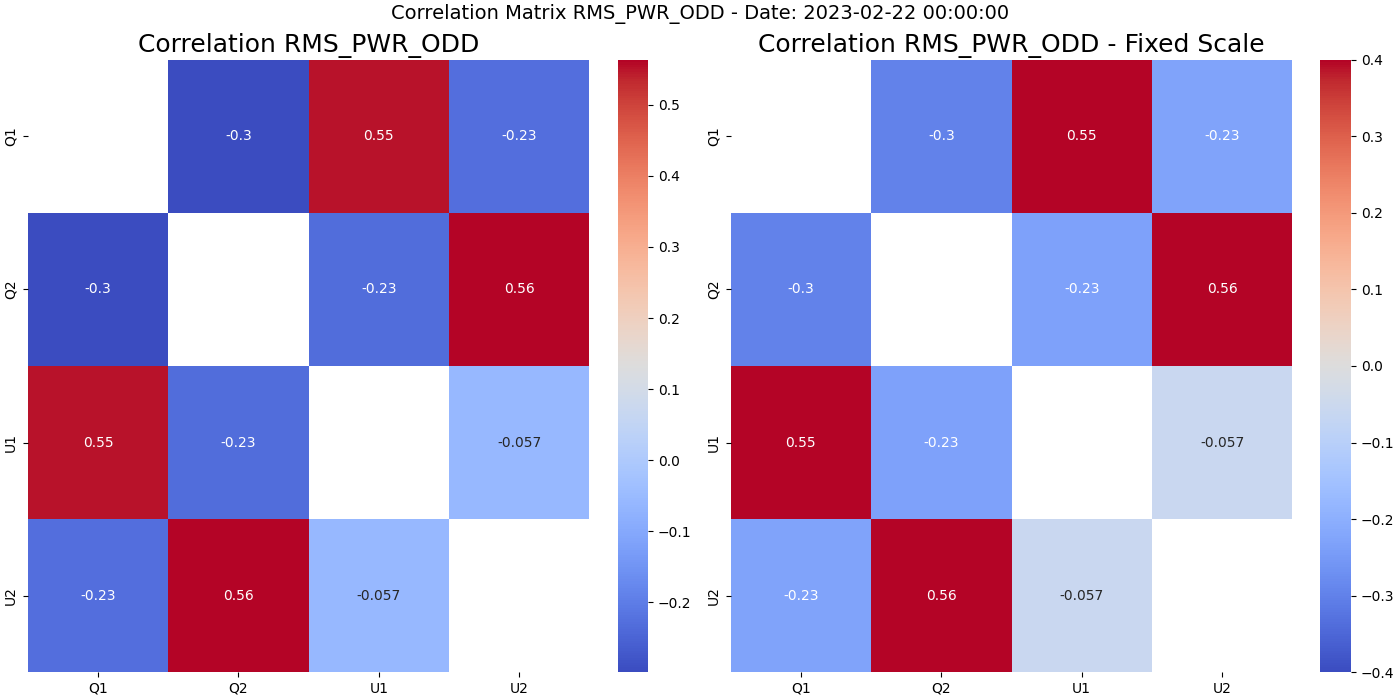 Correlation Matrix RMS_PWR_ODD - Date: 2023-02-22 00:00:00
Correlation RMS_PWR_ODD
Q1
-0.3
0.55
-0.23
Q2
-0.3
-0.23
0.56
U1
0.55
-0.23
-0.057
U2
-0.23
0.56
-0.057
Q1
Q2
U1
U2
0.5
0.4
0.3
0.2
0.1
0.0
−0.1
−0.2
Correlation RMS_PWR_ODD - Fixed Scale
Q1
-0.3
0.55
-0.23
Q2
-0.3
-0.23
0.56
U1
0.55
-0.23
-0.057
U2
-0.23
0.56
-0.057
Q1
Q2
U1
U2
0.4
0.3
0.2
0.1
0.0
−0.1
−0.2
−0.3
−0.4